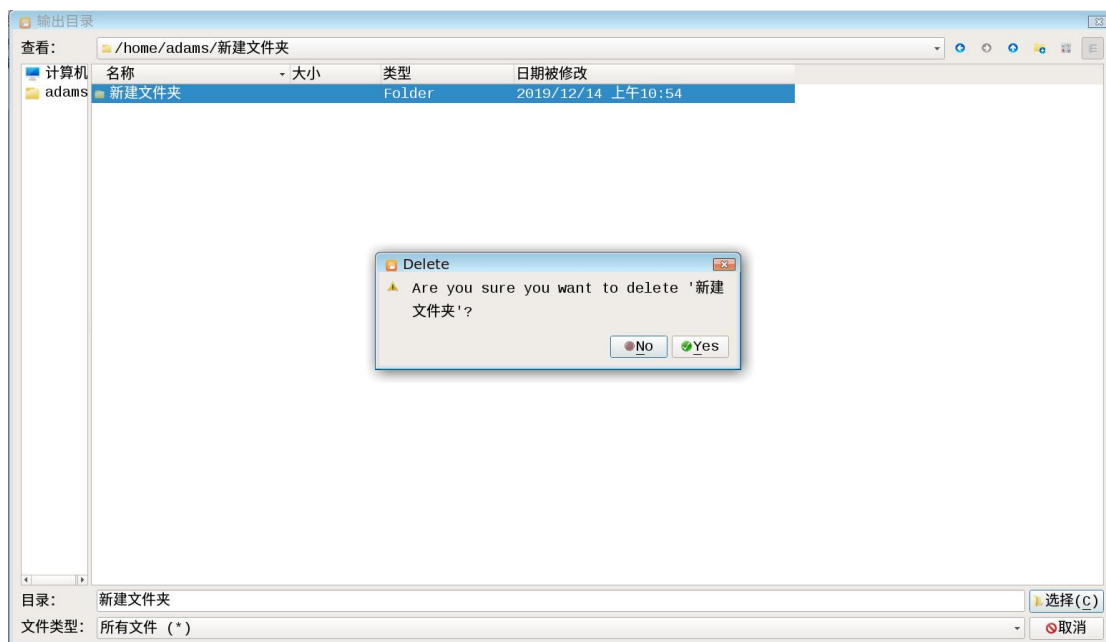 输出目录
查看：
/home/adams/新建文件夹
计算机
adams
名称 大小 类型 日期被修改
新建文件夹 Folder 2019/12/14 上午10:54
Delete
Are you sure you want to delete '新建
文件夹'?
No Yes
目录： 新建文件夹 选择(C)
文件类型： 所有文件 (*) 取消